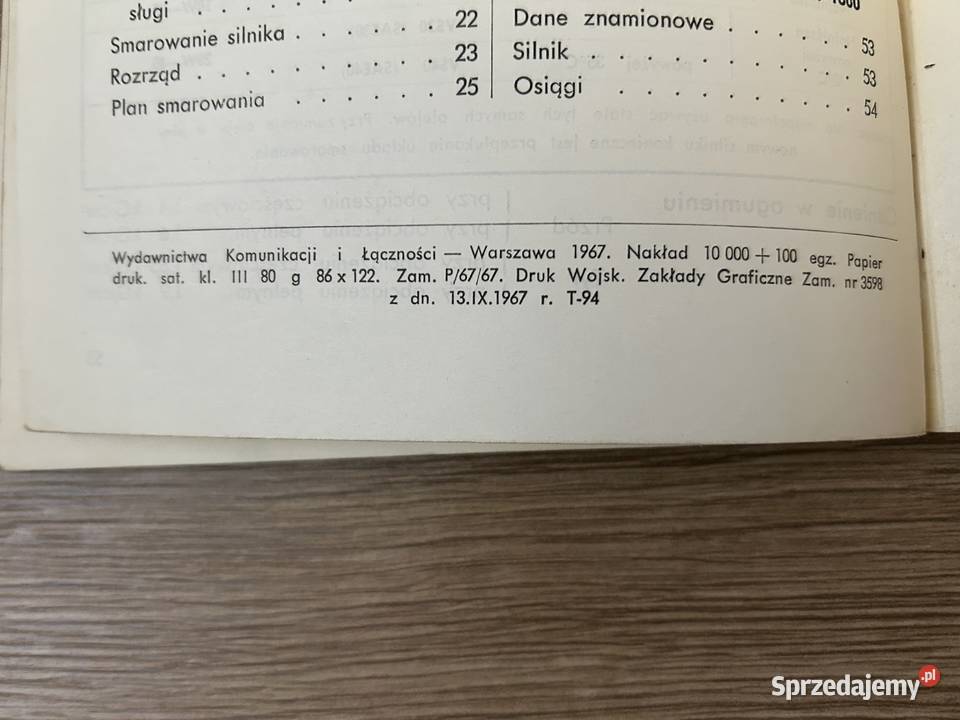 sługi . . . . . . . . . . 22
Smarowanie silnika . . . . . . 23
Rozrząd . . . . . . . . . . 25
Plan smarowania . . . . . .
Dane znamionowe . . . . . . 53
Silnik . . . . . . . . . . 53
Osiągi . . . . . . . . . 54
Wydawnictwa Komunikacji i Łączności — Warszawa 1967. Nakład 10 000 + 100 egz. Papier
druk. sat. kl. III 80 g 86 x 122. Zam. P/67/67. Druk Wojsk. Zakłady Graficzne Zam. nr 3598
z dn. 13.IX.1967 r. T-94
Sprzedajemy.pl